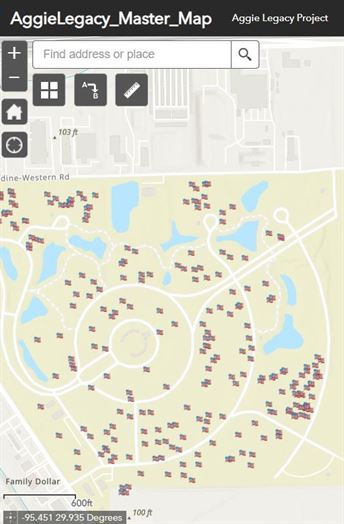 AggieLegacy_Master_Map
Aggie Legacy Project
+
Find address or place
−
A
B
103 ft
dine-Western Rd
Family Dollar
600ft
100 ft
-95.451 29.935 Degrees